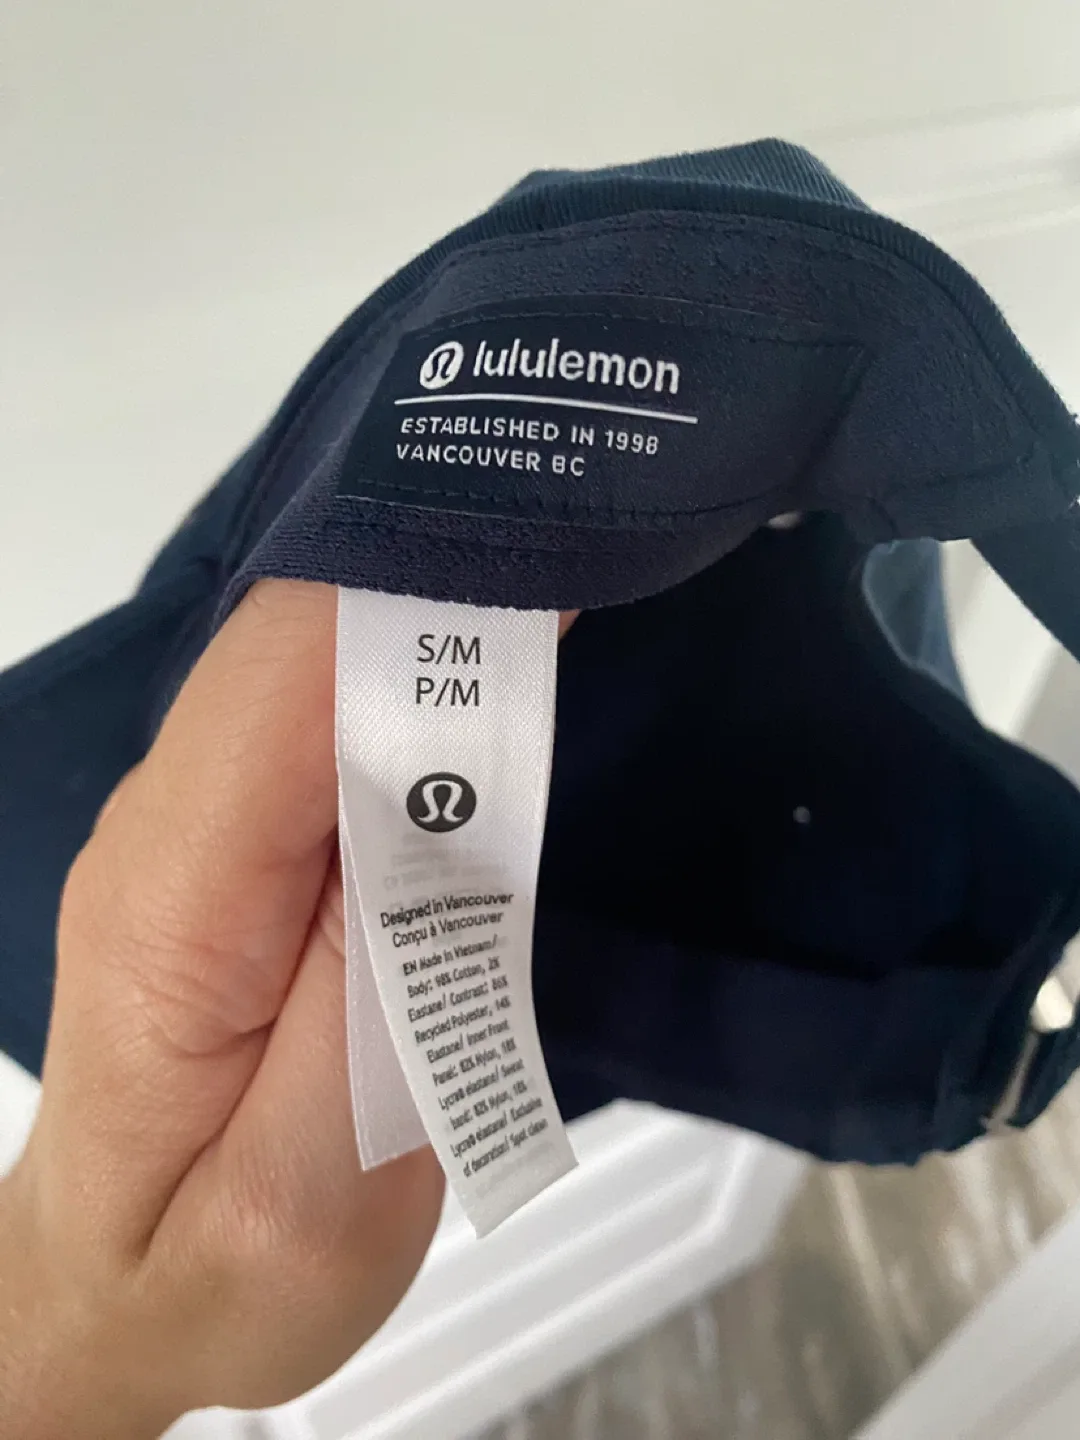 lululemon
ESTABLISHED IN 1998
VANCOUVER BC
S/M
P/M
Designed in Vancouver
Conçu à Vancouver
EN Made in Vietnam/
Body: 98% Cotton, 2%
Elastane/ Contrast: 86%
Recycled Polyester, 14%
Elastane/ Inner Front
Panel: 82% Nylon, 18%
Lycra® elastane/ Sweat
band: 82% Nylon, 18%
Lycra® elastane/ Exclusive
of decoration/ Spot clean